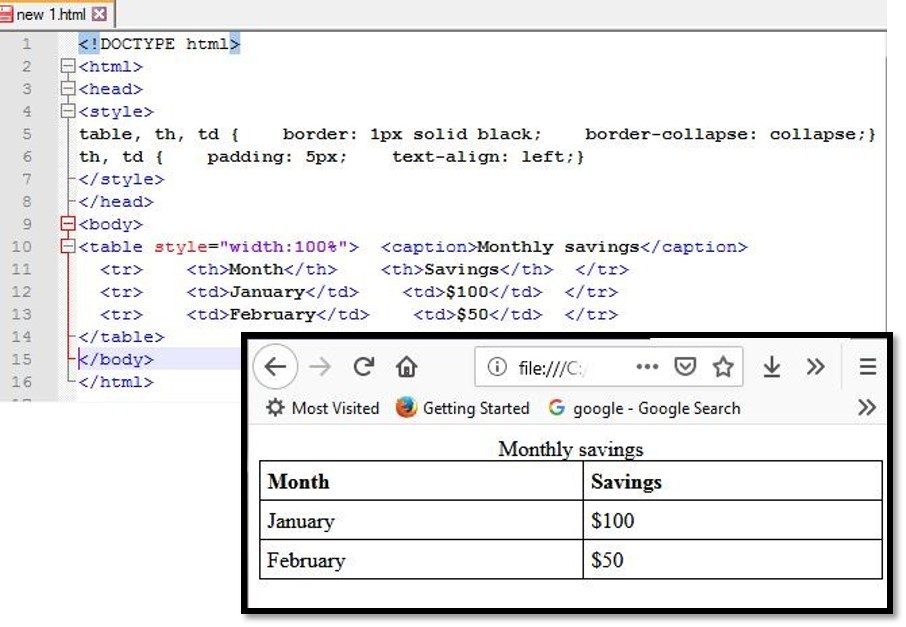 new 1.html
1 <!DOCTYPE html>
2 <html>
3 <head>
4 <style>
5 table, th, td {    border: 1px solid black;    border-collapse: collapse;}
6 th, td {    padding: 5px;    text-align: left;}
7 </style>
8 </head>
9 <body>
10 <table style="width:100%">  <caption>Monthly savings</caption>
11   <tr>    <th>Month</th>    <th>Savings</th>  </tr>
12   <tr>    <td>January</td>    <td>$100</td>  </tr>
13   <tr>    <td>February</td>    <td>$50</td>  </tr>
14 </table>
15 </body>
16 </html>
file:///C:/
Most Visited Getting Started google - Google Search
Monthly savings
Month Savings
January $100
February $50